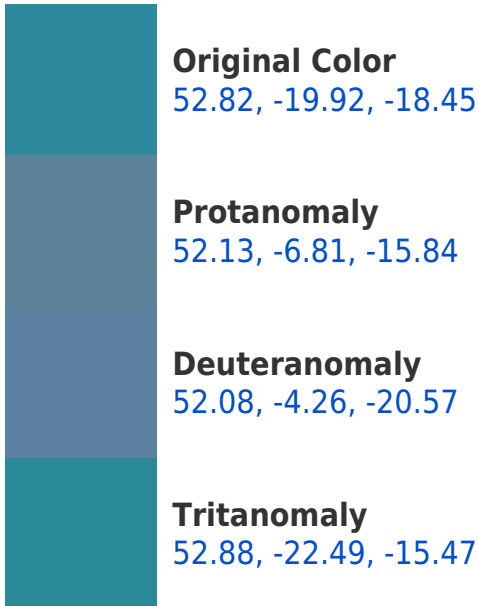 Original Color
52.82, -19.92, -18.45
Protanomaly
52.13, -6.81, -15.84
Deuteranomaly
52.08, -4.26, -20.57
Tritanomaly
52.88, -22.49, -15.47